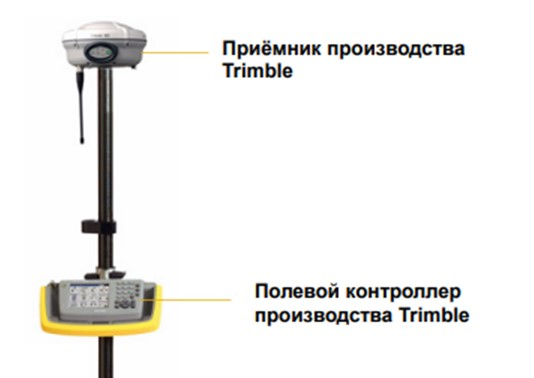 Приёмник производства
Trimble
Полевой контроллер
производства Trimble